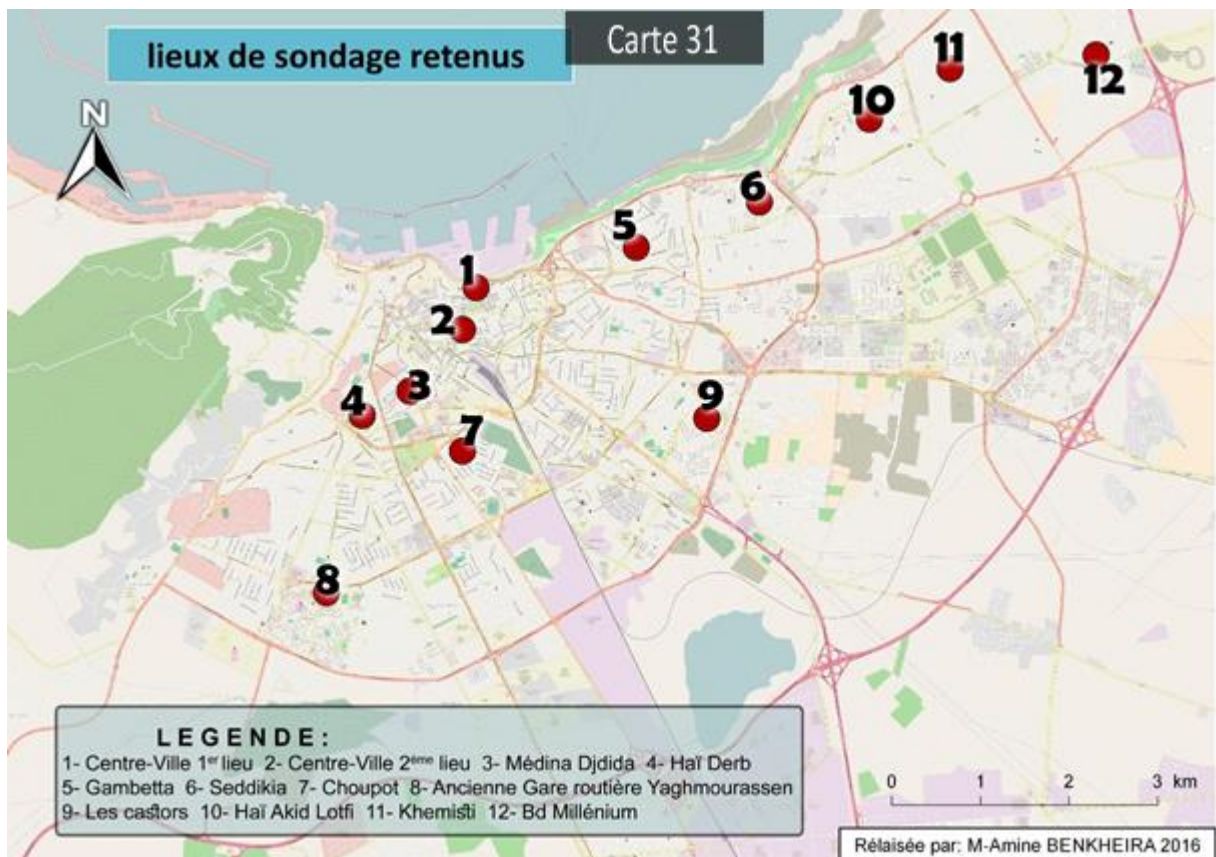 lieux de sondage retenus
Carte 31
N
11
12
10
6
5
1
2
3
4
9
7
8
LEGENDE:
1- Centre-Ville 1er lieu 2- Centre-Ville 2ème lieu 3- Médina Djdida 4- Haï Derb
5- Gambetta 6- Seddikia 7- Choupot 8- Ancienne Gare routière Yaghmourassen
9- Les castors 10- Haï Akid Lotfi 11- Khemisti 12- Bd Millénium
0 1 2 3 km
Rélaisée par: M-Amine BENKHEIRA 2016